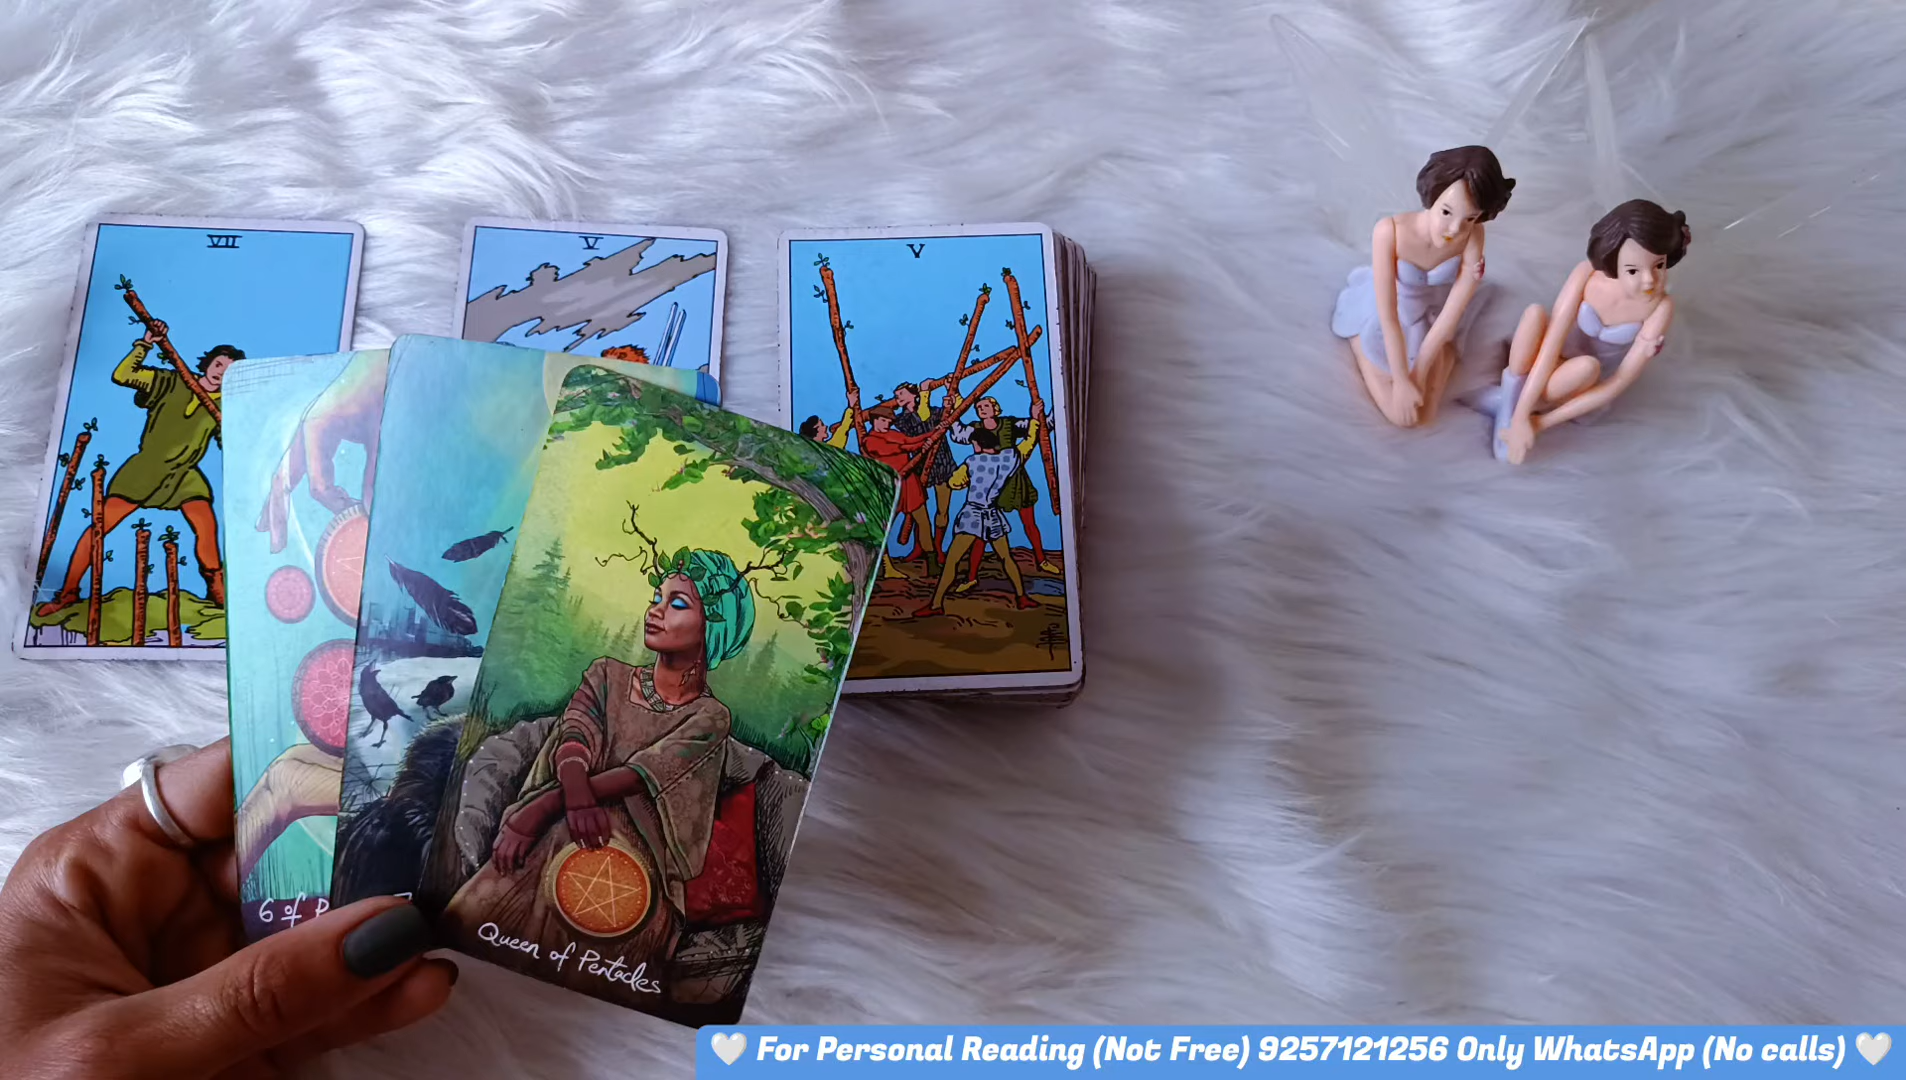 VII
V
V
6 of P
Queen of Pentacles
🤍 For Personal Reading (Not Free) 9257121256 Only WhatsApp (No calls) 🤍